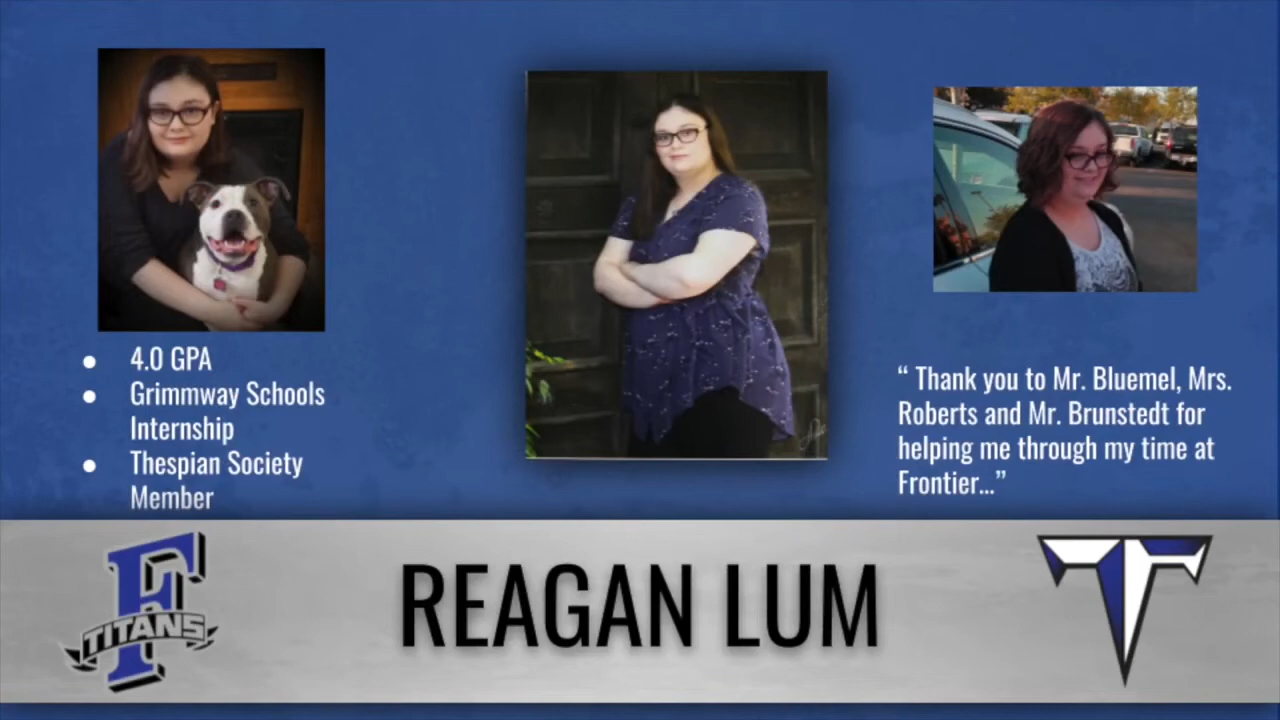 ● 4.0 GPA
● Grimmway Schools
Internship
● Thespian Society
Member
“ Thank you to Mr. Bluemel, Mrs.
Roberts and Mr. Brunstedt for
helping me through my time at
Frontier...”
F
TITANS
REAGAN LUM
T